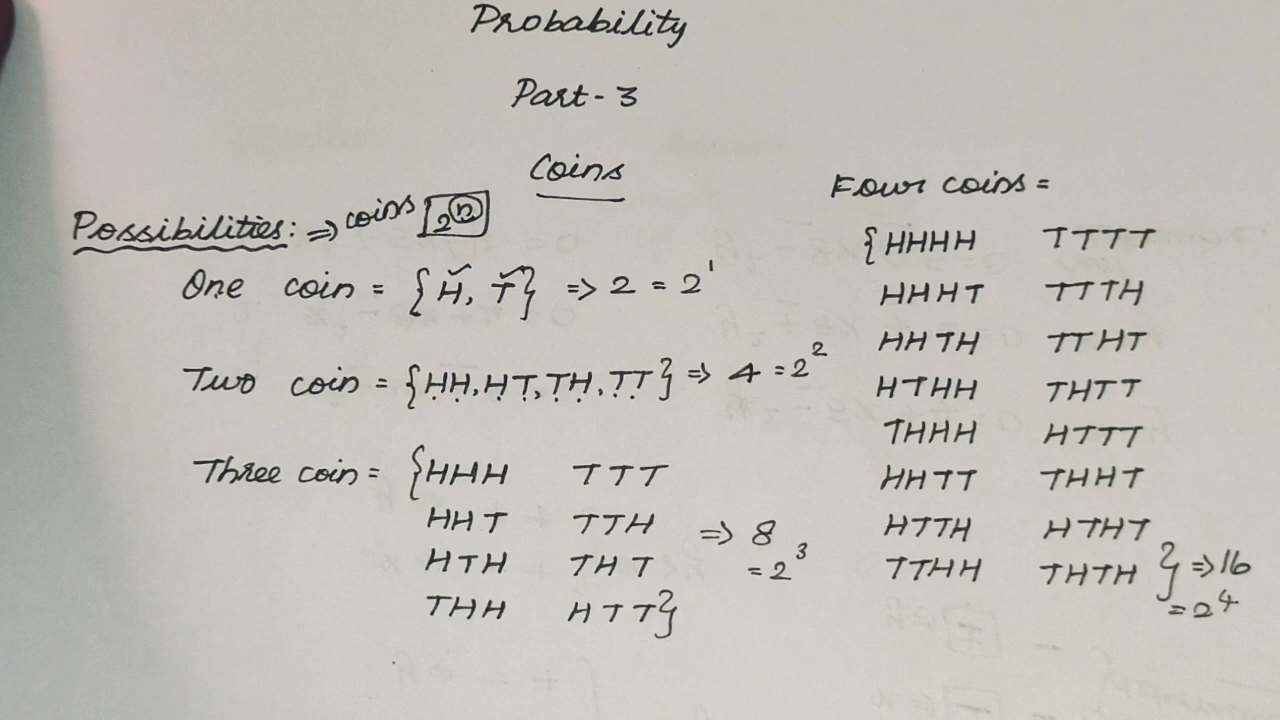 Probability
Part - 3
Coins
Possibilities: ⇒ coins 2ⁿ
One coin = {H, T} ⇒ 2 = 2¹
Two coin = {HH, HT, TH, TT} ⇒ 4 = 2²
Three coin = {HHH TTT
HHT TTH ⇒ 8
HTH THT = 2³
THH HTT}
Four coins =
{HHHH TTTT
HHHT TTTH
HHTH TTHT
HTHH THTT
THHH HTTT
HHTT THHT
HTTH HTHT
TTHH THTH} ⇒ 16
= 2⁴